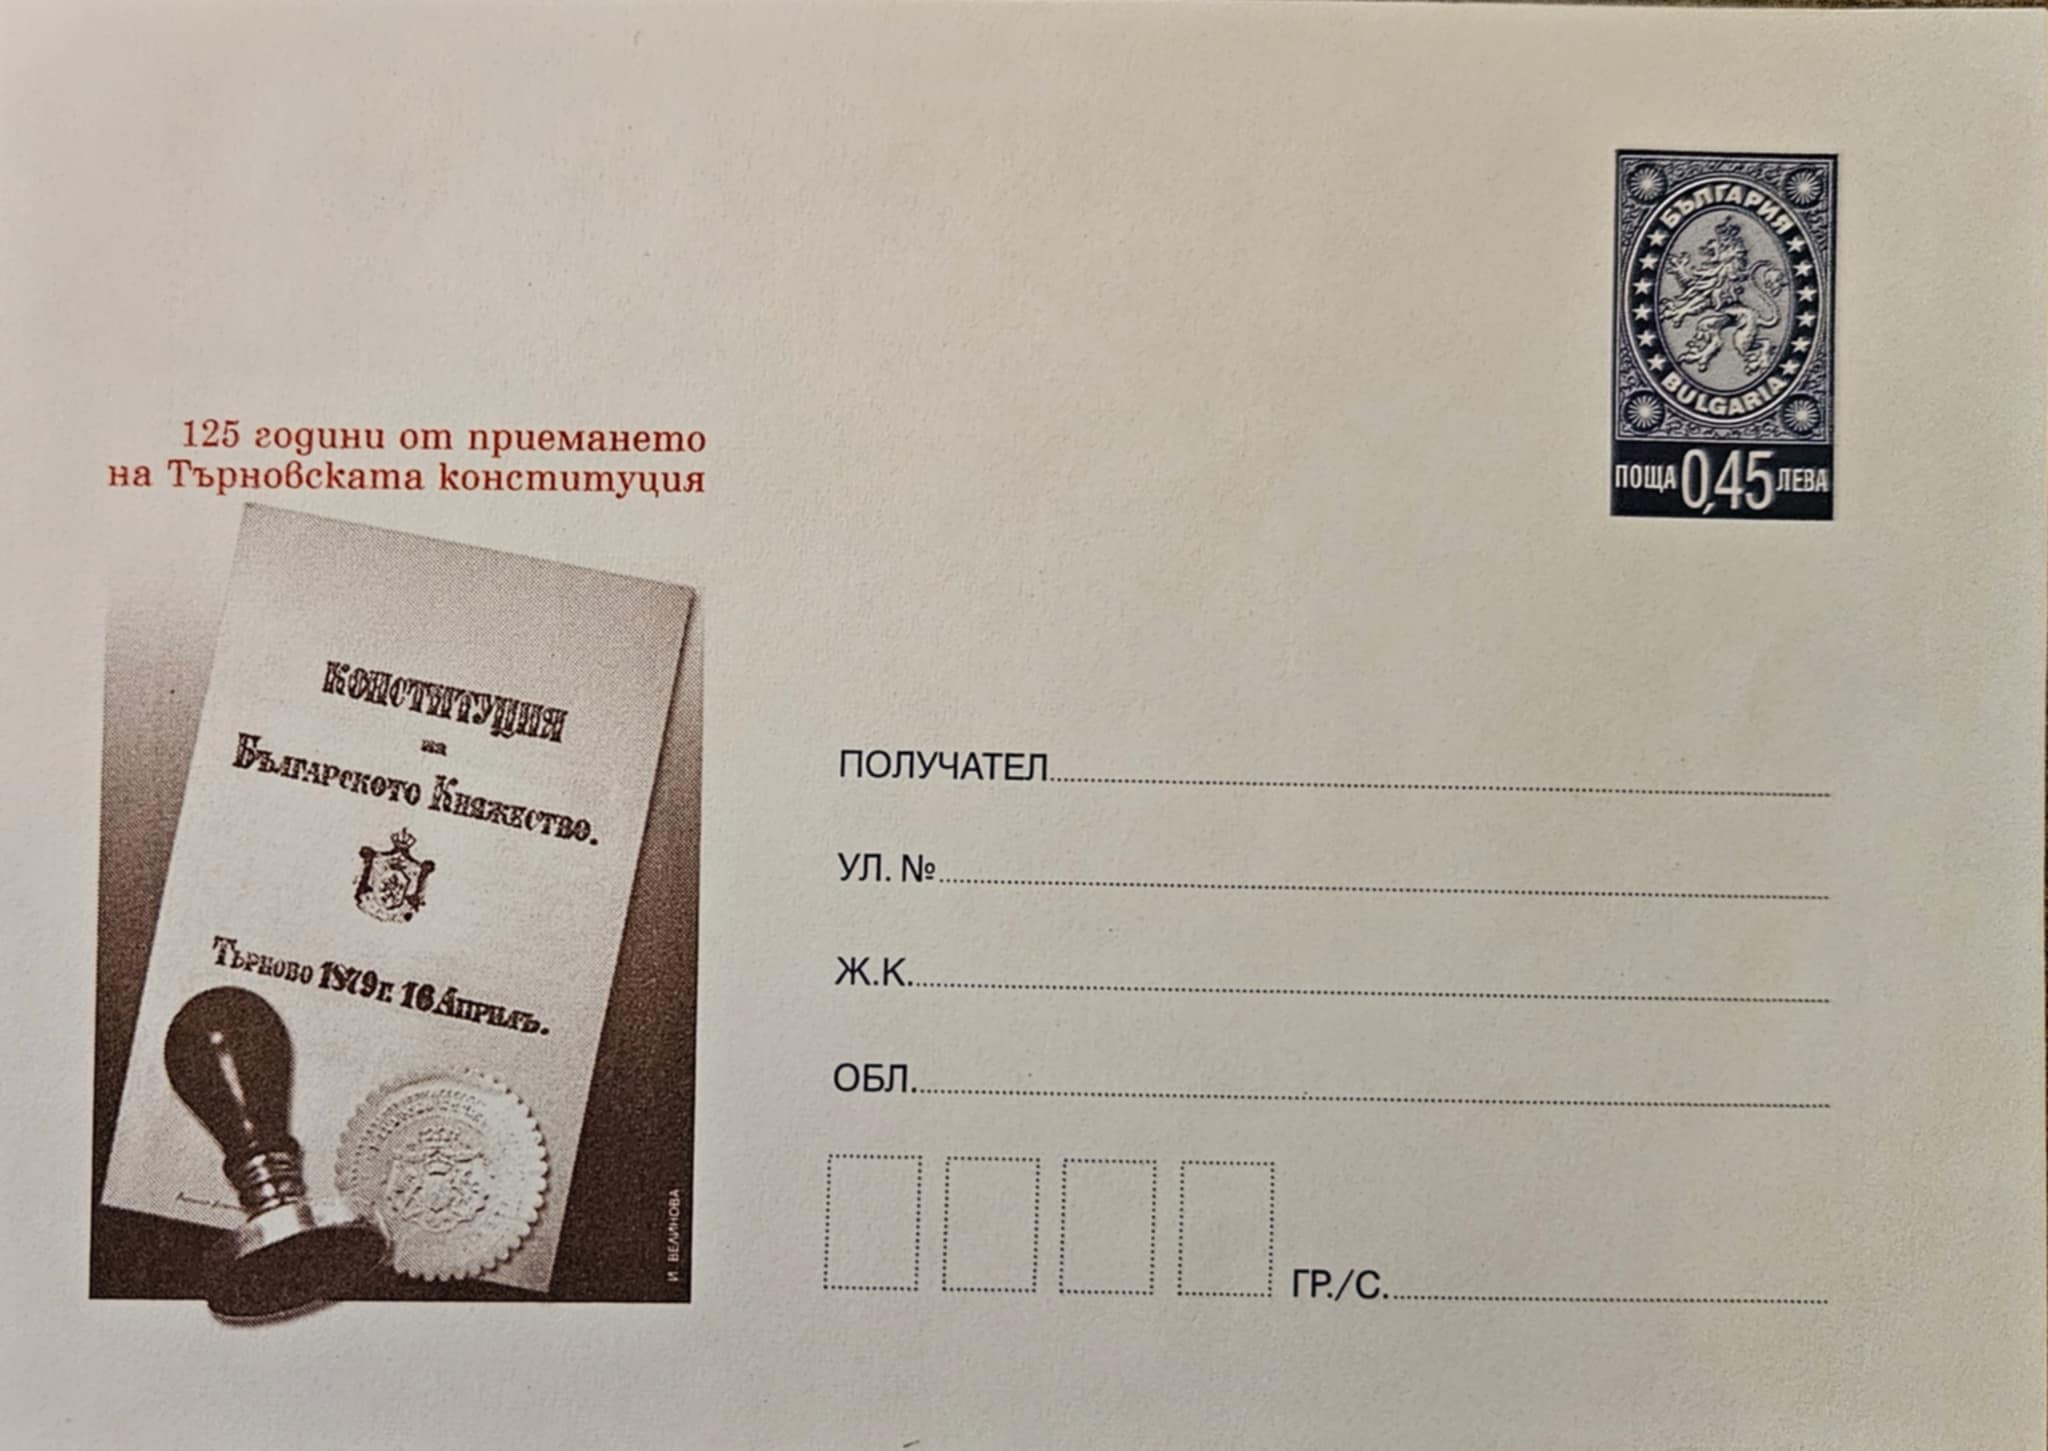 125 години от приемането
на Търновската конституция
КОНСТИТУЦИЯ
на
Българското Княжество.
Търново 1879 г. 16 Априлъ.
И. ВЕЛИНОВА
БЪЛГАРИЯ
BULGARIA
ПОЩА 0,45 ЛЕВА
ПОЛУЧАТЕЛ
УЛ. №
Ж.К.
ОБЛ.
ГР./С.